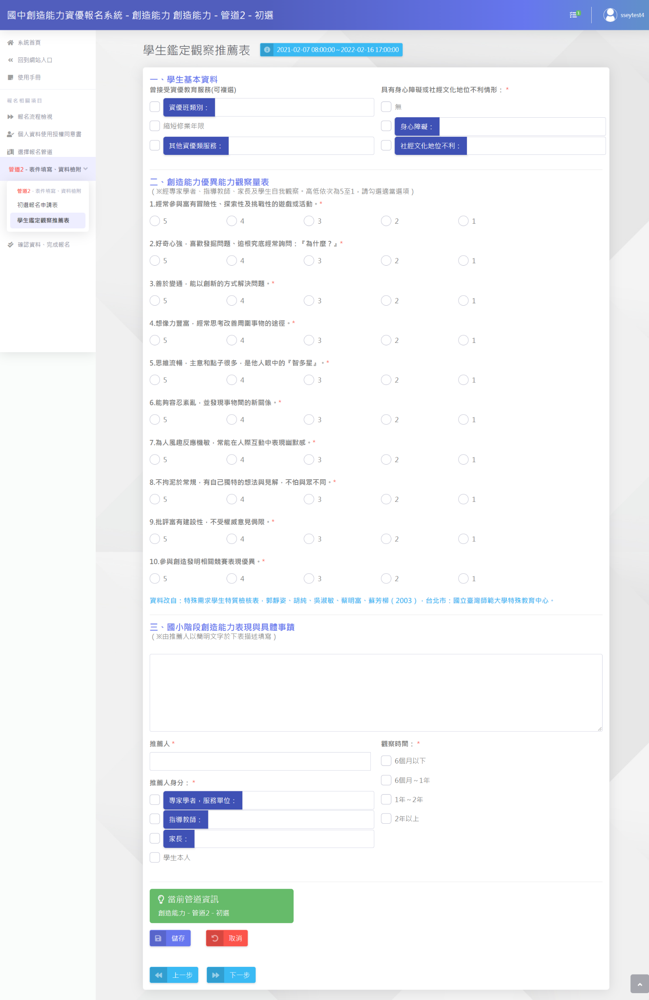 國中創造能力資優報名系統 - 創造能力 創造能力 - 管道2 - 初選
1
sseytest4
系統首頁
回到網站入口
使用手冊
報名相關項目
報名流程檢視
個人資料使用授權同意書
選擇報名管道
管道2 - 表件填寫、資料檢附
管道2 - 表件填寫、資料檢附
初選報名申請表
學生鑑定觀察推薦表
確認資料、完成報名
學生鑑定觀察推薦表
2021-02-07 08:00:00 ~ 2022-02-16 17:00:00
一、學生基本資料
曾接受資優教育服務(可複選)
資優班類別：
縮短修業年限
其他資優類服務：
具有身心障礙或社經文化地位不利情形： *
無
身心障礙：
社經文化地位不利：
二、創造能力優異能力觀察量表
（※經專家學者、指導教師、家長及學生自我觀察。高低依次為5至1，請勾選適當選項）
1.經常參與富有冒險性、探索性及挑戰性的遊戲或活動。*
5 4 3 2 1
2.好奇心強，喜歡發掘問題、追根究底經常詢問：『為什麼？』*
5 4 3 2 1
3.善於變通，能以創新的方式解決問題。*
5 4 3 2 1
4.想像力豐富，經常思考改善周圍事物的途徑。*
5 4 3 2 1
5.思維流暢，主意和點子很多，是他人眼中的『智多星』。*
5 4 3 2 1
6.能夠容忍紊亂，並發現事物間的新關係。*
5 4 3 2 1
7.為人風趣反應機敏，常能在人際互動中表現幽默感。*
5 4 3 2 1
8.不拘泥於常規，有自己獨特的想法與見解，不怕與眾不同。*
5 4 3 2 1
9.批評富有建設性，不受權威意見侷限。*
5 4 3 2 1
10.參與創造發明相關競賽表現優異。*
5 4 3 2 1
資料改自：特殊需求學生特質檢核表，郭靜姿、胡純、吳淑敏、蔡明富、蘇芳柳（2003），台北市：國立臺灣師範大學特殊教育中心。
三、國小階段創造能力表現與具體事蹟
（※由推薦人以簡明文字於下表描述填寫）
推薦人 *
推薦人身分： *
專家學者，服務單位：
指導教師：
家長：
學生本人
觀察時間： *
6個月以下
6個月～1年
1年～2年
2年以上
當前管道資訊
創造能力 - 管道2 - 初選
儲存 取消
上一步 下一步